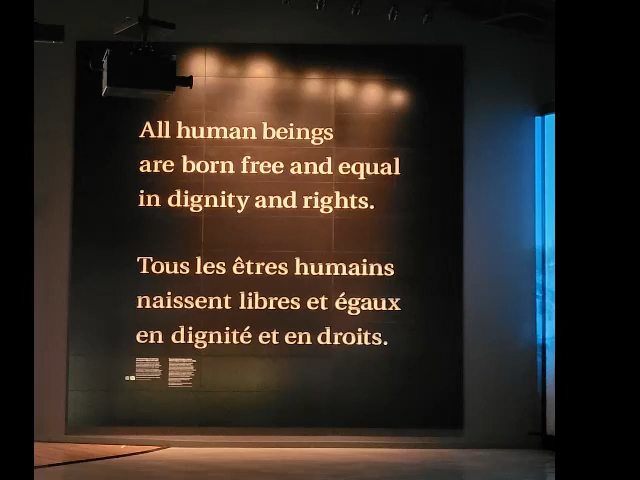 All human beings
are born free and equal
in dignity and rights.
Tous les êtres humains
naissent libres et égaux
en dignité et en droits.